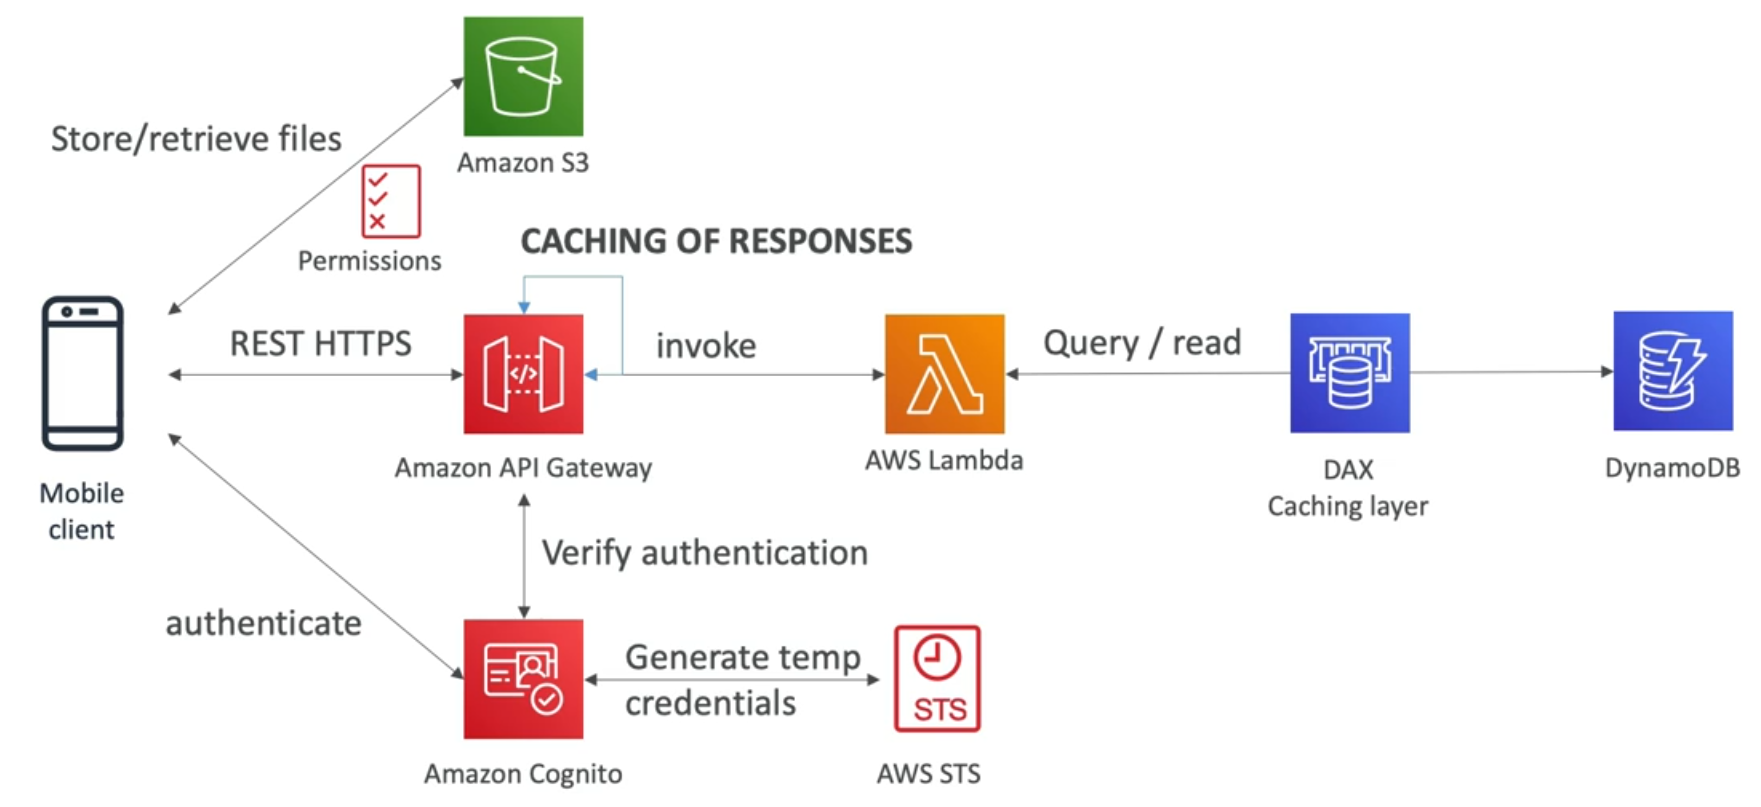 Store/retrieve files
Amazon S3
Permissions
CACHING OF RESPONSES
REST HTTPS
</>
invoke
Query / read
Mobile
client
Amazon API Gateway
AWS Lambda
DAX
Caching layer
DynamoDB
Verify authentication
authenticate
Generate temp
credentials
STS
Amazon Cognito
AWS STS